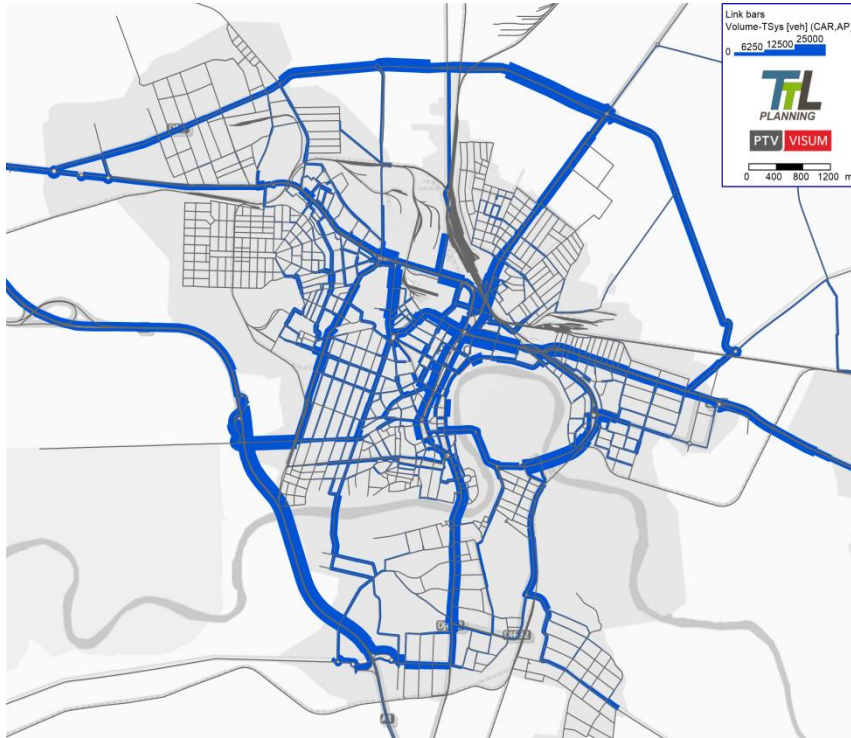 Link bars
Volume-TSys [veh] (CAR,AP)
0 6250 12500 25000
TTL
PLANNING
PTV VISUM
0 400 800 1200 m